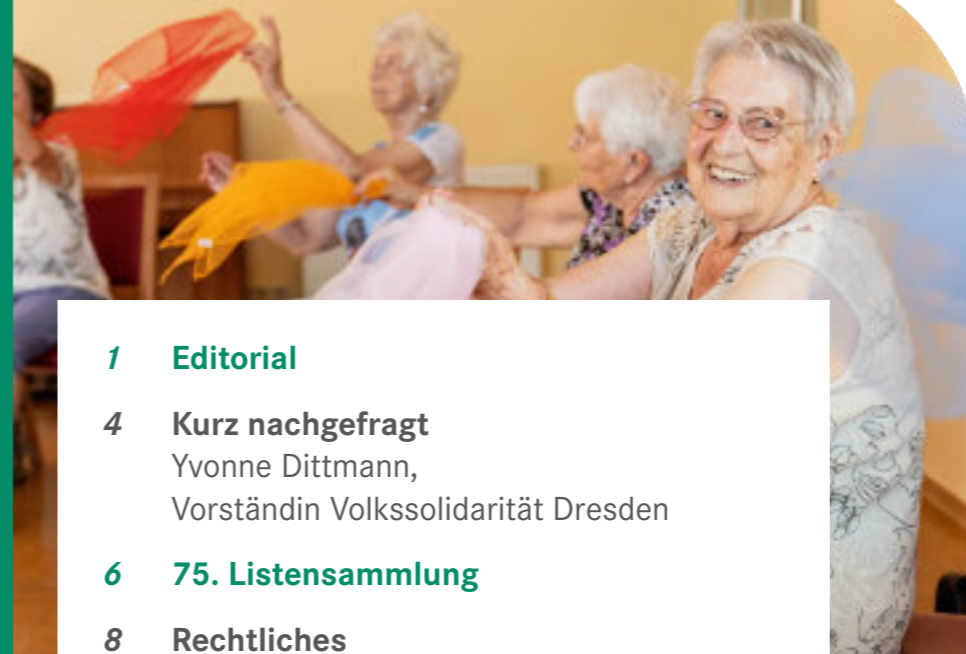 1 Editorial
4 Kurz nachgefragt
Yvonne Dittmann,
Vorständin Volkssolidarität Dresden
6 75. Listensammlung
8 Rechtliches